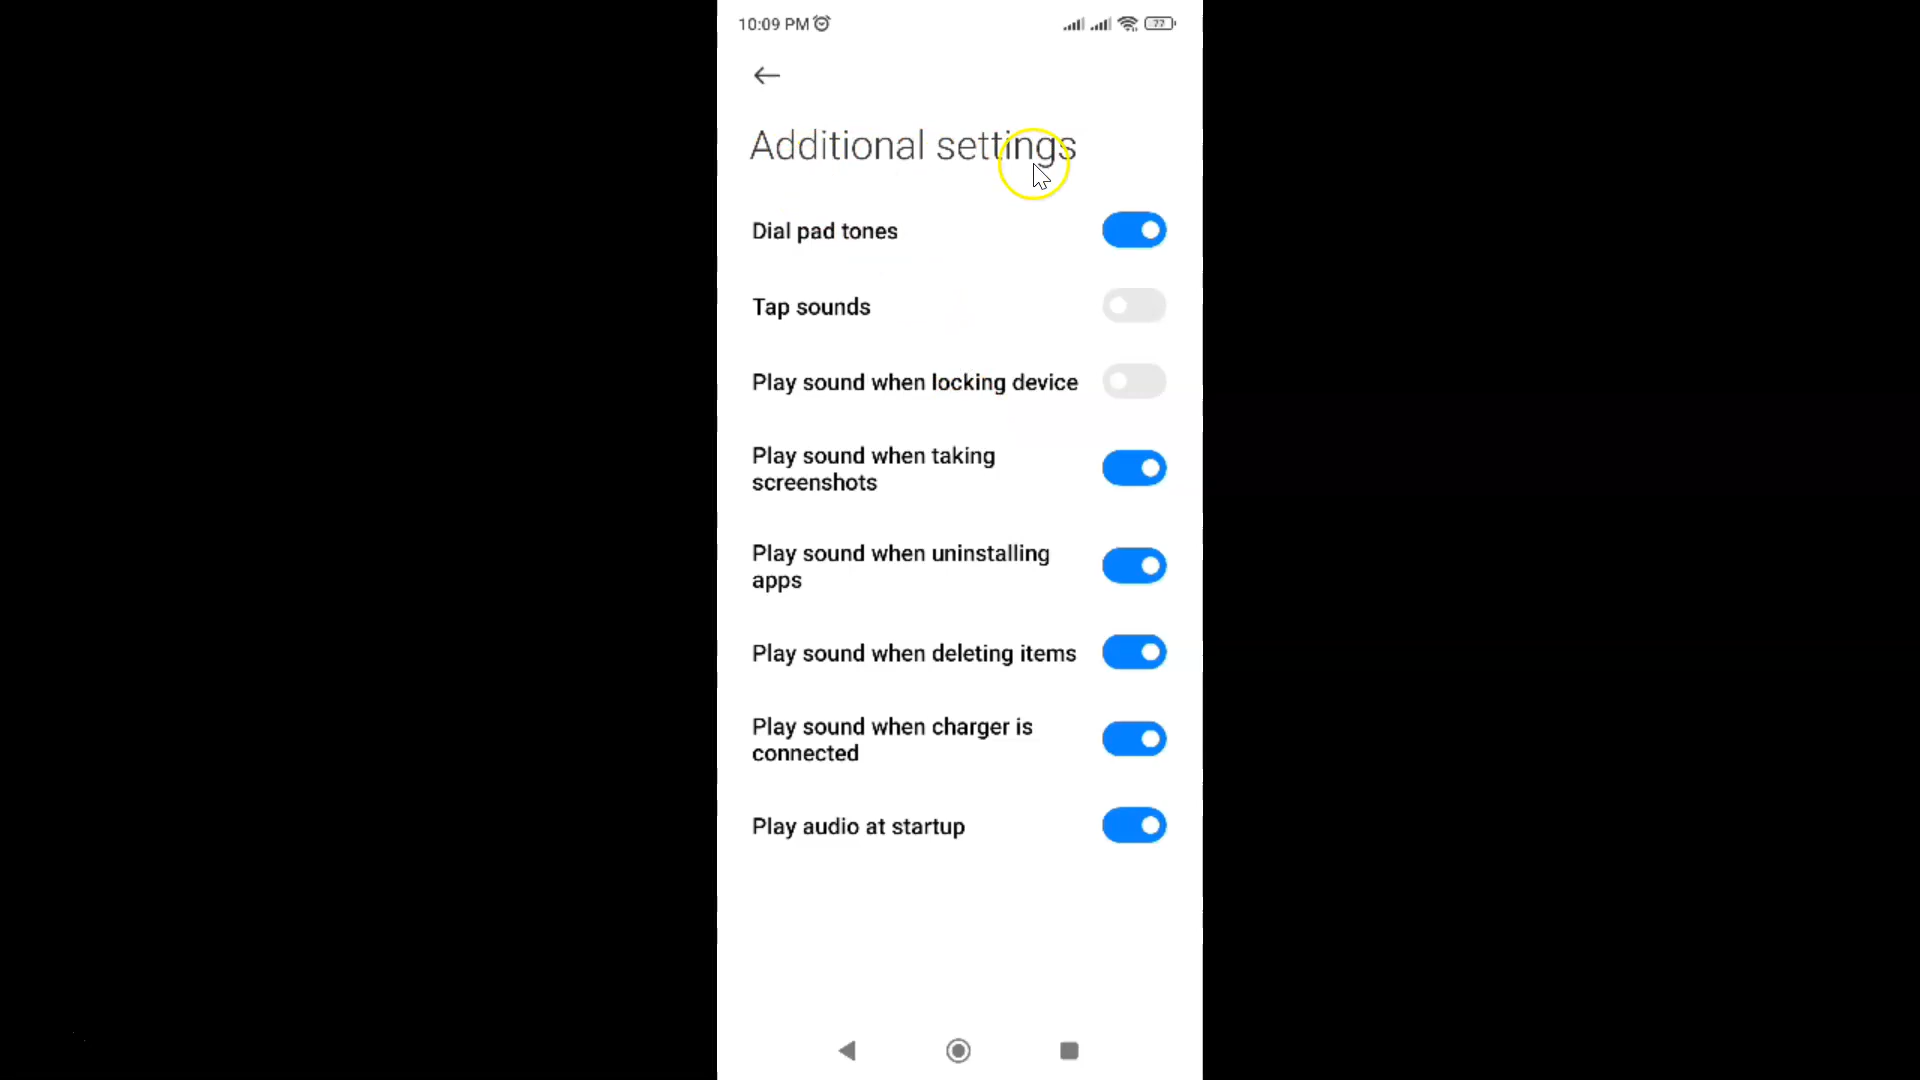 10:09 PM
77
Additional settings
Dial pad tones
Tap sounds
Play sound when locking device
Play sound when taking
screenshots
Play sound when uninstalling
apps
Play sound when deleting items
Play sound when charger is
connected
Play audio at startup